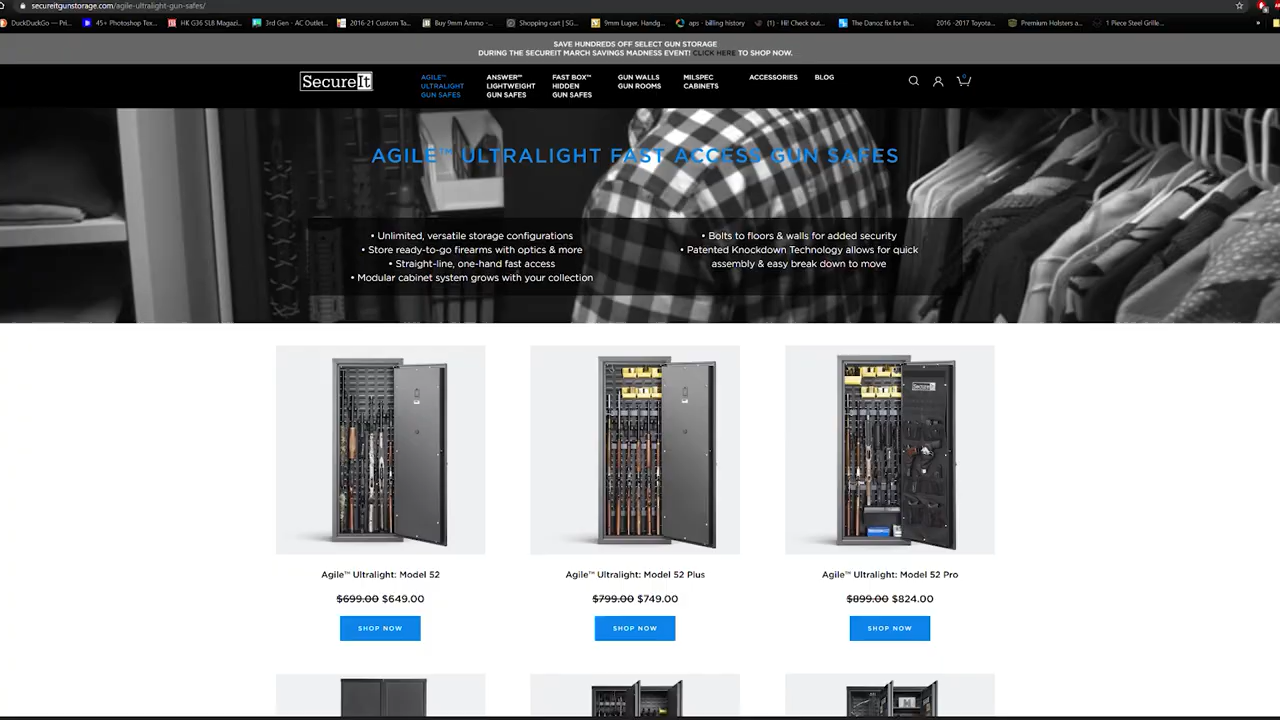 secureitgunstorage.com/agile-ultralight-gun-safes/
DuckDuckGo —
45+ Photoshop Tex...
HK G36 SL8 Magazi...
3rd Gen - AC Outlet...
2016-21 Custom Ta...
Buy 9mm Ammo -...
Shopping cart | SG...
9mm Luger, Handg...
aps - billing history
(1) - Hi! Check out...
The Danoz fix for th...
2016 -2017 Toyota...
Premium Holsters a...
1 Piece Steel Grille...
SAVE HUNDREDS OFF SELECT GUN STORAGE
DURING THE SECUREIT MARCH SAVINGS MADNESS EVENT! CLICK HERE TO SHOP NOW.
SecureIt
AGILE™
ULTRALIGHT
GUN SAFES
ANSWER™
LIGHTWEIGHT
GUN SAFES
FAST BOX™
HIDDEN
GUN SAFES
GUN WALLS
GUN ROOMS
MILSPEC
CABINETS
ACCESSORIES
BLOG
0
AGILE™ ULTRALIGHT FAST ACCESS GUN SAFES
• Unlimited, versatile storage configurations
• Store ready-to-go firearms with optics & more
• Straight-line, one-hand fast access
• Modular cabinet system grows with your collection
• Bolts to floors & walls for added security
• Patented Knockdown Technology allows for quick
assembly & easy break down to move
SecureIt
Agile™ Ultralight: Model 52
$699.00 $649.00
SHOP NOW
Agile™ Ultralight: Model 52 Plus
$799.00 $749.00
SHOP NOW
Agile™ Ultralight: Model 52 Pro
$899.00 $824.00
SHOP NOW